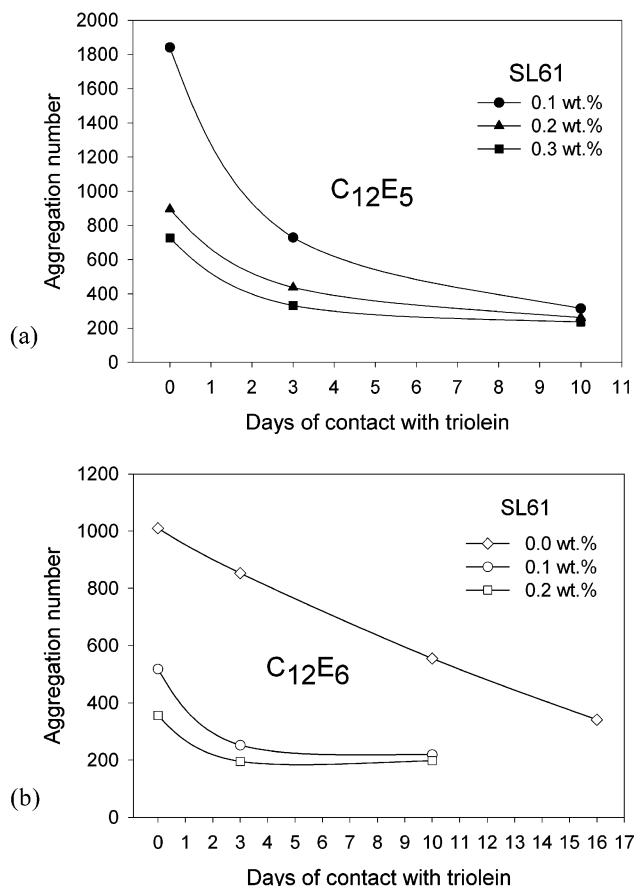 2000
1800
1600
1400
1200
1000
800
600
400
200
0
Aggregation number
SL61
0.1 wt.%
0.2 wt.%
0.3 wt.%
C12E5
(a)
0 1 2 3 4 5 6 7 8 9 10 11
Days of contact with triolein
1200
1000
800
600
400
200
0
Aggregation number
SL61
0.0 wt.%
0.1 wt.%
0.2 wt.%
C12E6
(b)
0 1 2 3 4 5 6 7 8 9 10 11 12 13 14 15 16 17
Days of contact with triolein